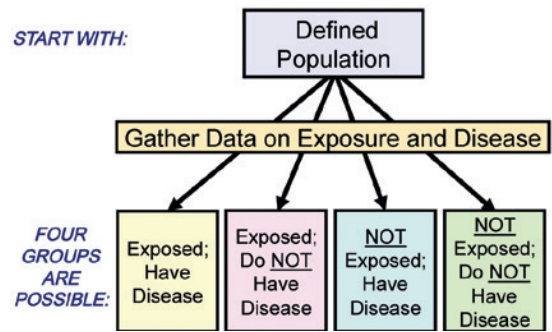 START WITH:
Defined
Population
Gather Data on Exposure and Disease
FOUR
GROUPS
ARE
POSSIBLE:
Exposed;
Have
Disease
Exposed;
Do NOT
Have
Disease
NOT
Exposed;
Have
Disease
NOT
Exposed;
Do NOT
Have
Disease